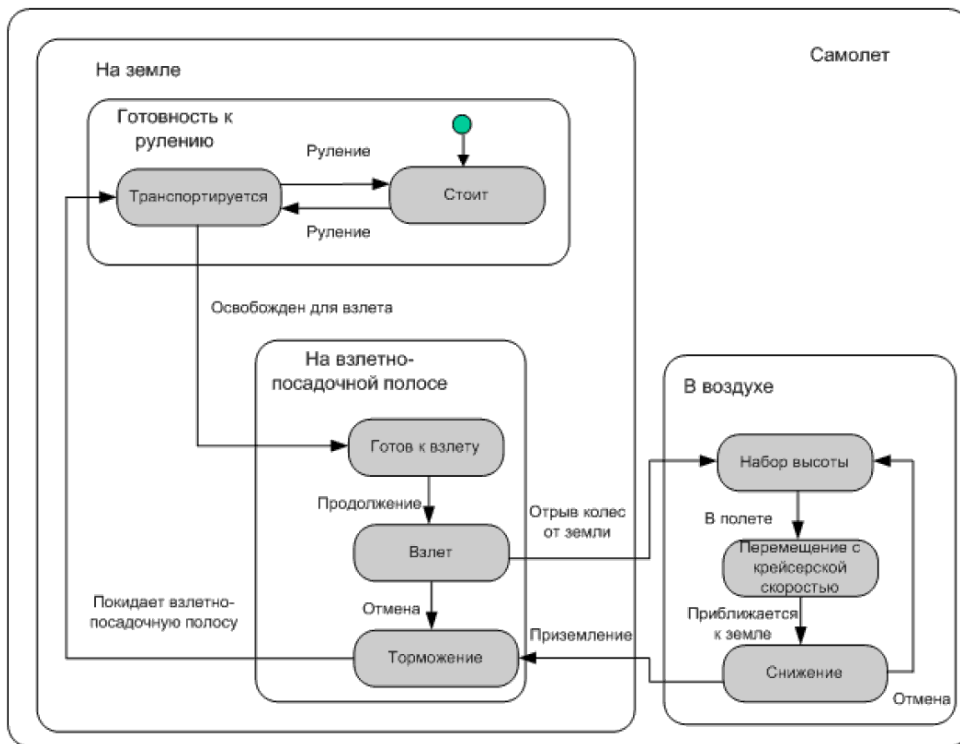 Самолет
На земле
Готовность к
рулению
Руление
Транспортируется
Стоит
Руление
Освобожден для взлета
На взлетно-
посадочной полосе
В воздухе
Готов к взлету
Набор высоты
Продолжение
Отрыв колес
от земли
В полете
Взлет
Перемещение с
крейсерской
скоростью
Покидает взлетно-
посадочную полосу
Отмена
Приближается
к земле
Приземление
Торможение
Снижение
Отмена